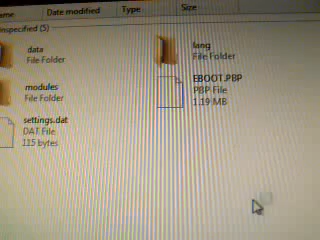 Date modified Type Size
(5)
data
File Folder
lang
File Folder
modules
File Folder
EBOOT.PBP
PBP File
1.19 MB
settings.dat
DAT File
115 bytes